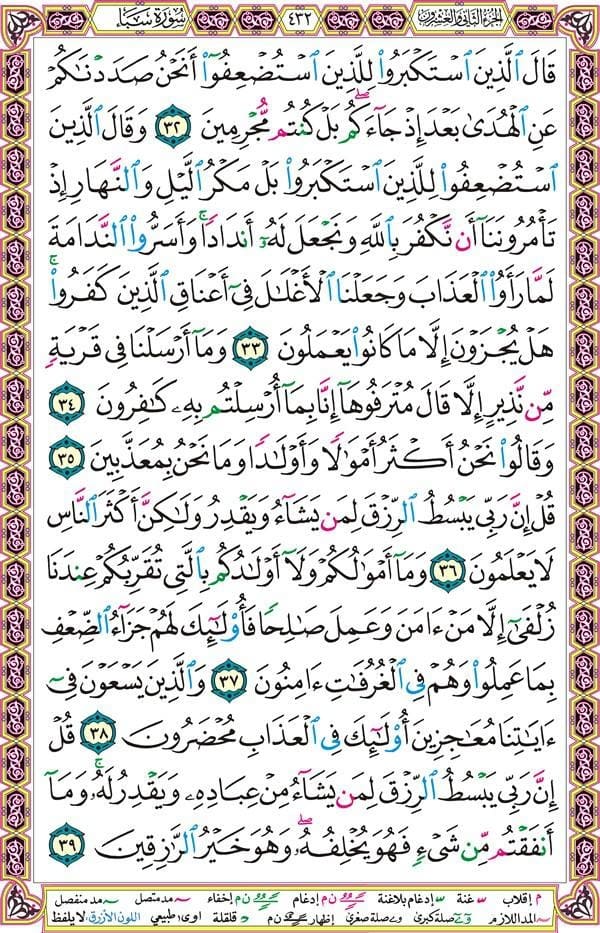 الجزء الثاني والعشرون
٤٣٢
سورة سبأ
قَالَ ٱلَّذِينَ ٱسْتَكْبَرُوا۟ لِلَّذِينَ ٱسْتُضْعِفُوٓا۟ أَنَحْنُ صَدَدْنَـٰكُمْ
عَنِ ٱلْهُدَىٰ بَعْدَ إِذْ جَآءَكُم ۖ بَلْ كُنتُم مُّجْرِمِينَ ٣٢ وَقَالَ ٱلَّذِينَ
ٱسْتُضْعِفُوا۟ لِلَّذِينَ ٱسْتَكْبَرُوا۟ بَلْ مَكْرُ ٱلَّيْلِ وَٱلنَّهَارِ إِذْ
تَأْمُرُونَنَآ أَن نَّكْفُرَ بِٱللَّهِ وَنَجْعَلَ لَهُۥٓ أَندَادًا ۚ وَأَسَرُّوا۟ ٱلنَّدَامَةَ
لَمَّا رَأَوُا۟ ٱلْعَذَابَ وَجَعَلْنَا ٱلْأَغْلَـٰلَ فِىٓ أَعْنَاقِ ٱلَّذِينَ كَفَرُوا۟ ۚ
هَلْ يُجْزَوْنَ إِلَّا مَا كَانُوا۟ يَعْمَلُونَ ٣٣ وَمَآ أَرْسَلْنَا فِى قَرْيَةٍ
مِّن نَّذِيرٍ إِلَّا قَالَ مُتْرَفُوهَآ إِنَّا بِمَآ أُرْسِلْتُم بِهِۦ كَـٰفِرُونَ ٣٤
وَقَالُوا۟ نَحْنُ أَكْثَرُ أَمْوَٰلًا وَأَوْلَـٰدًا وَمَا نَحْنُ بِمُعَذَّبِينَ ٣٥
قُلْ إِنَّ رَبِّى يَبْسُطُ ٱلرِّزْقَ لِمَن يَشَآءُ وَيَقْدِرُ وَلَـٰكِنَّ أَكْثَرَ ٱلنَّاسِ
لَا يَعْلَمُونَ ٣٦ وَمَآ أَمْوَٰلُكُمْ وَلَآ أَوْلَـٰدُكُم بِٱلَّتِى تُقَرِّبُكُمْ عِندَنَا
زُلْفَىٰٓ إِلَّا مَنْ ءَامَنَ وَعَمِلَ صَـٰلِحًا فَأُو۟لَـٰٓئِكَ لَهُمْ جَزَآءُ ٱلضِّعْفِ
بِمَا عَمِلُوا۟ وَهُمْ فِى ٱلْغُرُفَـٰتِ ءَامِنُونَ ٣٧ وَٱلَّذِينَ يَسْعَوْنَ فِىٓ
ءَايَـٰتِنَا مُعَـٰجِزِينَ أُو۟لَـٰٓئِكَ فِى ٱلْعَذَابِ مُحْضَرُونَ ٣٨ قُلْ
إِنَّ رَبِّى يَبْسُطُ ٱلرِّزْقَ لِمَن يَشَآءُ مِنْ عِبَادِهِۦ وَيَقْدِرُ لَهُۥ ۚ وَمَآ
أَنفَقْتُم مِّن شَىْءٍ فَهُوَ يُخْلِفُهُۥ ۖ وَهُوَ خَيْرُ ٱلرَّٰزِقِينَ ٣٩
م إقلاب غنة إدغام بلاغنة ن م إدغام ن م إخفاء مد متصل مد منفصل
المد اللازم صلة كبرى صلة صغرى إظهار ن م قلقلة اوى طبيعي اللون الأزرق لا يلفظ